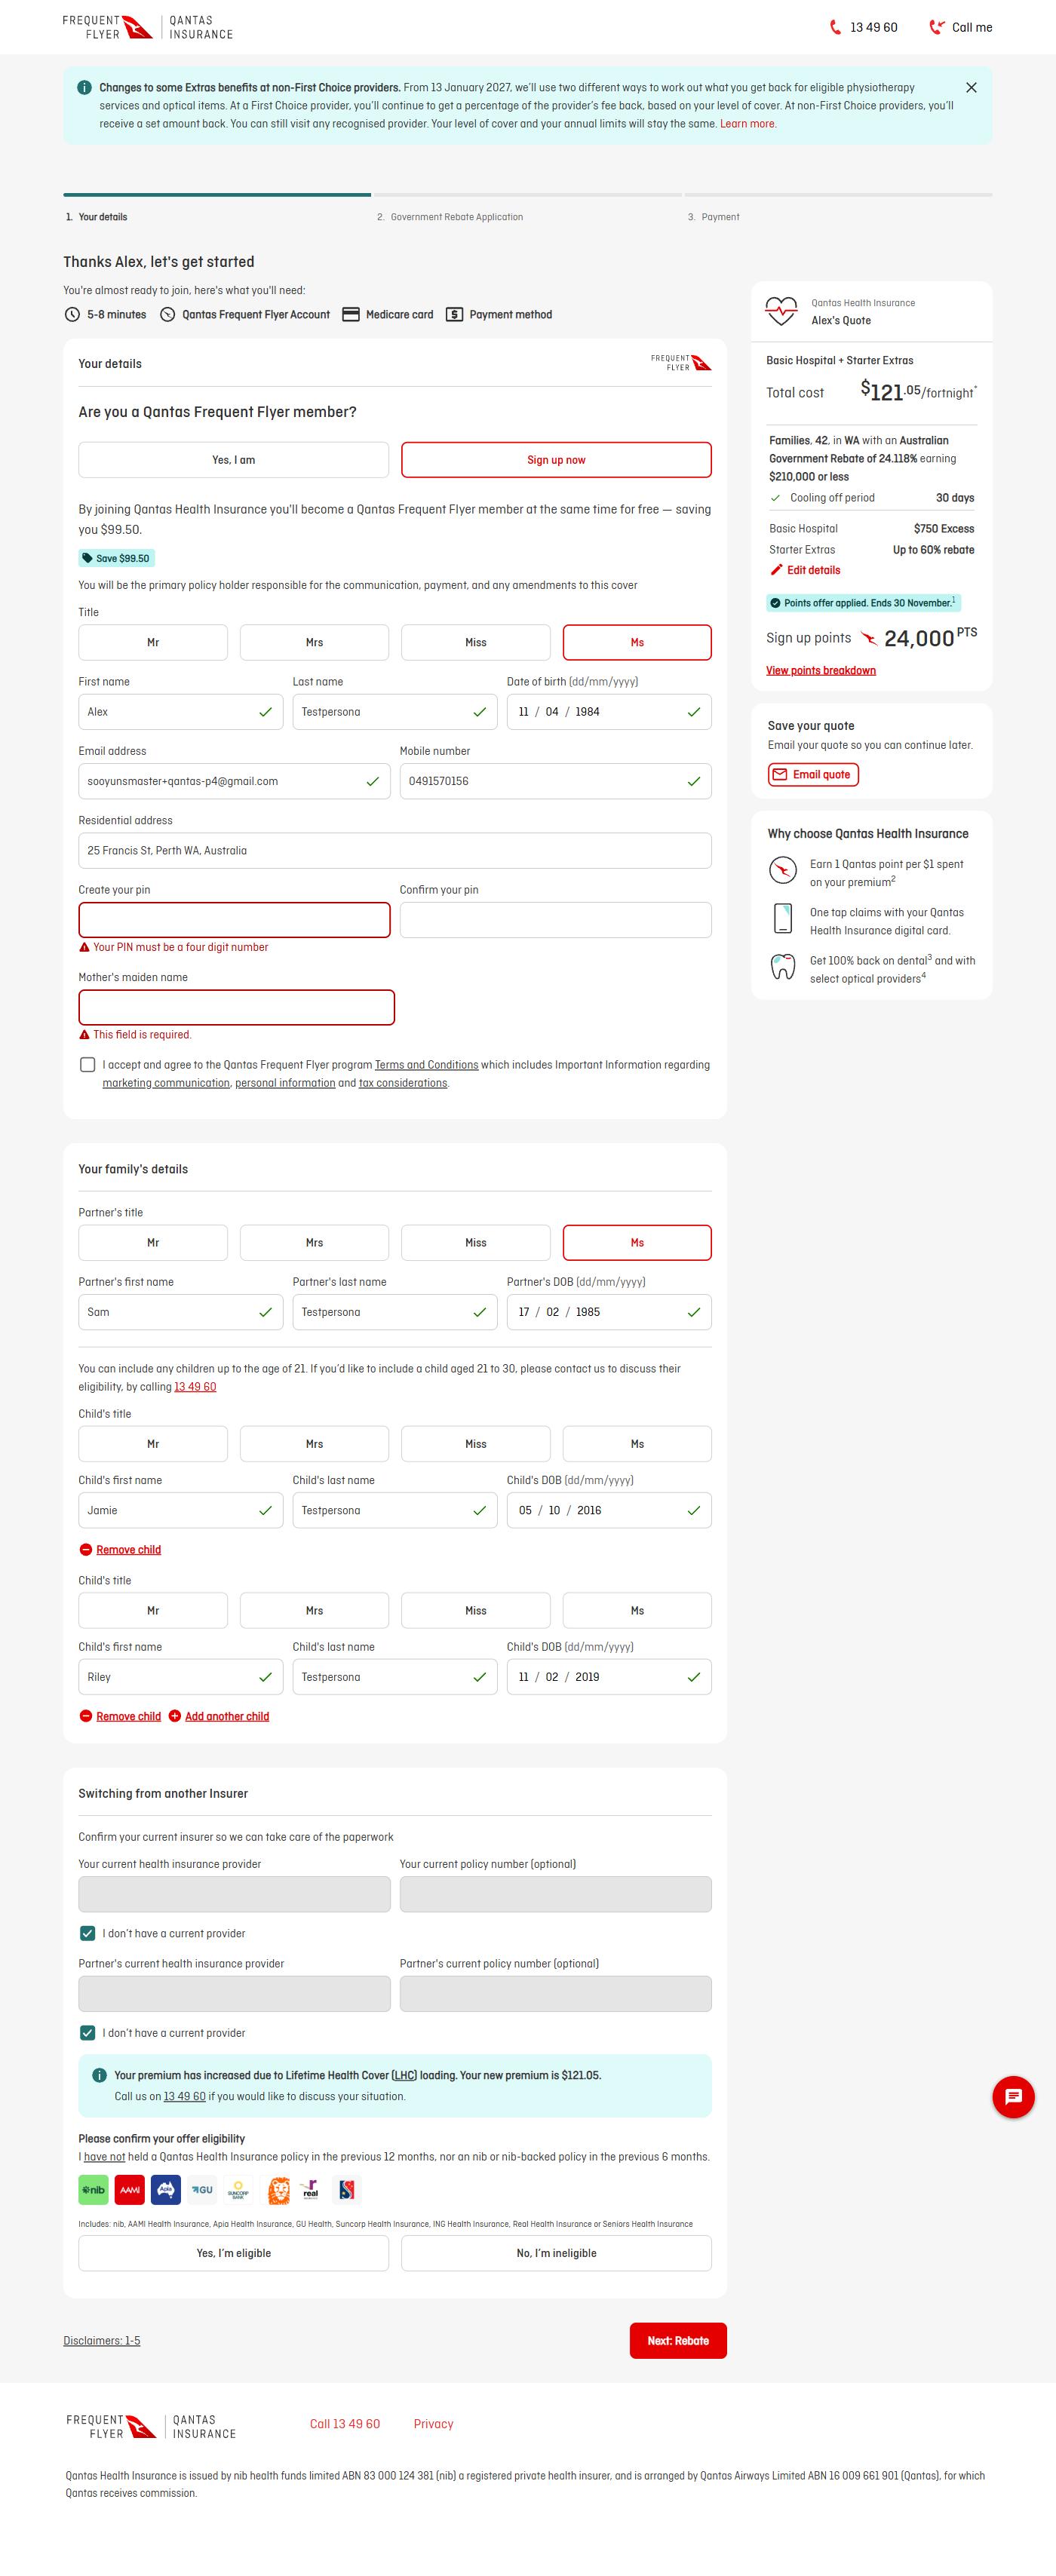 FREQUENT FLYER | QANTAS INSURANCE
13 49 60
Call me
Changes to some Extras benefits at non-First Choice providers. From 13 January 2027, we'll use two different ways to work out what you get back for eligible physiotherapy
services and optical items. At a First Choice provider, you'll continue to get a percentage of the provider's fee back, based on your level of cover. At non-First Choice providers, you'll
receive a set amount back. You can still visit any recognised provider. Your level of cover and your annual limits will stay the same. Learn more.
1. Your details
2. Government Rebate Application
3. Payment
Thanks Alex, let's get started
You're almost ready to join, here's what you'll need:
5-8 minutes
Qantas Frequent Flyer Account
Medicare card
Payment method
Your details
FREQUENT FLYER
Are you a Qantas Frequent Flyer member?
Yes, I am
Sign up now
By joining Qantas Health Insurance you'll become a Qantas Frequent Flyer member at the same time for free — saving
you $99.50.
Save $99.50
You will be the primary policy holder responsible for the communication, payment, and any amendments to this cover
Title
Mr
Mrs
Miss
Ms
First name
Last name
Date of birth (dd/mm/yyyy)
Alex
Testpersona
11 / 04 / 1984
Email address
Mobile number
sooyunsmaster+qantas-p4@gmail.com
0491570156
Residential address
25 Francis St, Perth WA, Australia
Create your pin
Confirm your pin
Your PIN must be a four digit number
Mother's maiden name
This field is required.
I accept and agree to the Qantas Frequent Flyer program Terms and Conditions which includes Important Information regarding
marketing communication, personal information and tax considerations.
Your family's details
Partner's title
Mr
Mrs
Miss
Ms
Partner's first name
Partner's last name
Partner's DOB (dd/mm/yyyy)
Sam
Testpersona
17 / 02 / 1985
You can include any children up to the age of 21. If you'd like to include a child aged 21 to 30, please contact us to discuss their
eligibility, by calling 13 49 60
Child's title
Mr
Mrs
Miss
Ms
Child's first name
Child's last name
Child's DOB (dd/mm/yyyy)
Jamie
Testpersona
05 / 10 / 2016
Remove child
Child's title
Mr
Mrs
Miss
Ms
Child's first name
Child's last name
Child's DOB (dd/mm/yyyy)
Riley
Testpersona
11 / 02 / 2019
Remove child
Add another child
Switching from another Insurer
Confirm your current insurer so we can take care of the paperwork
Your current health insurance provider
Your current policy number (optional)
I don't have a current provider
Partner's current health insurance provider
Partner's current policy number (optional)
I don't have a current provider
Your premium has increased due to Lifetime Health Cover (LHC) loading. Your new premium is $121.05.
Call us on 13 49 60 if you would like to discuss your situation.
Please confirm your offer eligibility
I have not held a Qantas Health Insurance policy in the previous 12 months, nor an nib or nib-backed policy in the previous 6 months.
nib
AAMI
Apia
GU
SUNCORP BANK
real
Includes: nib, AAMI Health Insurance, Apia Health Insurance, GU Health, Suncorp Health Insurance, ING Health Insurance, Real Health Insurance or Seniors Health Insurance
Yes, I'm eligible
No, I'm ineligible
Disclaimers: 1-5
Next: Rebate
Qantas Health Insurance
Alex's Quote
Basic Hospital + Starter Extras
Total cost
$121.05/fortnight*
Families, 42, in WA with an Australian
Government Rebate of 24.118% earning
$210,000 or less
Cooling off period
30 days
Basic Hospital
$750 Excess
Starter Extras
Up to 60% rebate
Edit details
Points offer applied. Ends 30 November.1
Sign up points
24,000 PTS
View points breakdown
Save your quote
Email your quote so you can continue later.
Email quote
Why choose Qantas Health Insurance
Earn 1 Qantas point per $1 spent
on your premium2
One tap claims with your Qantas
Health Insurance digital card.
Get 100% back on dental3 and with
select optical providers4
FREQUENT FLYER | QANTAS INSURANCE
Call 13 49 60
Privacy
Qantas Health Insurance is issued by nib health funds limited ABN 83 000 124 381 (nib) a registered private health insurer, and is arranged by Qantas Airways Limited ABN 16 009 661 901 (Qantas), for which
Qantas receives commission.